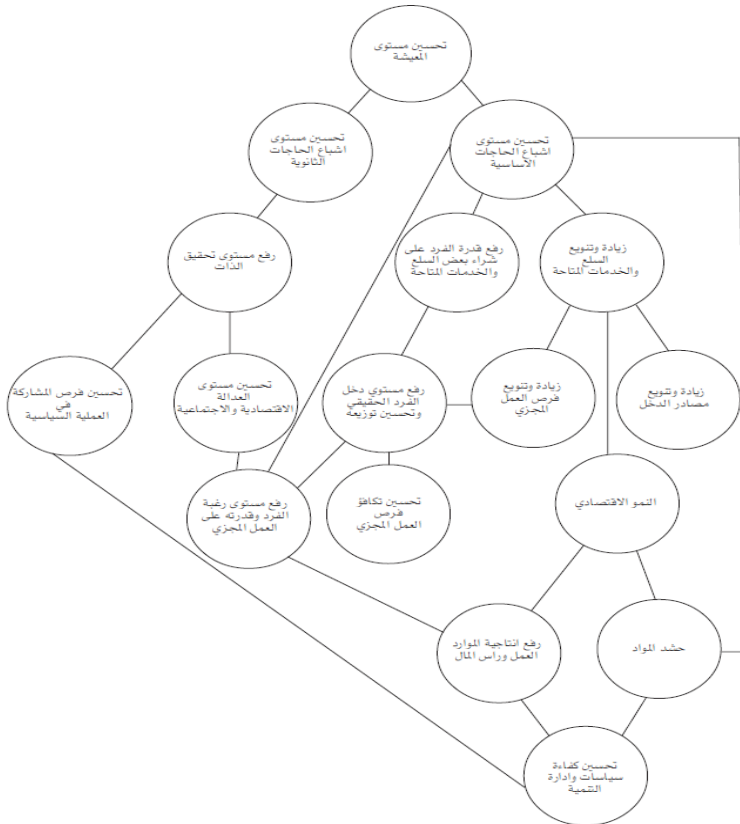 تحسين مستوى
المعيشة
تحسين مستوى
اشباع الحاجات
الثانوية
تحسين مستوى
اشباع الحاجات
الأساسية
رفع مستوى تحقيق
الذات
رفع قدرة الفرد على
شراء بعض السلع
والخدمات المتاحة
زيادة وتنويع
السلع
والخدمات المتاحة
تحسين فرص المشاركة
في
العملية السياسية
تحسين مستوى
العدالة
الاقتصادية والاجتماعية
رفع مستوي دخل
الفرد الحقيقي
وتحسين توزيعه
زيادة وتنويع
فرص العمل
المجزي
زيادة وتنويع
مصادر الدخل
رفع مستوى رغبة
الفرد وقدرته على
العمل المجزي
تحسين تكافؤ
فرص
العمل المجزي
النمو الاقتصادي
رفع انتاجية الموارد
العمل وراس المال
حشد المواد
تحسين كفاءة
سياسات وادارة
التنمية